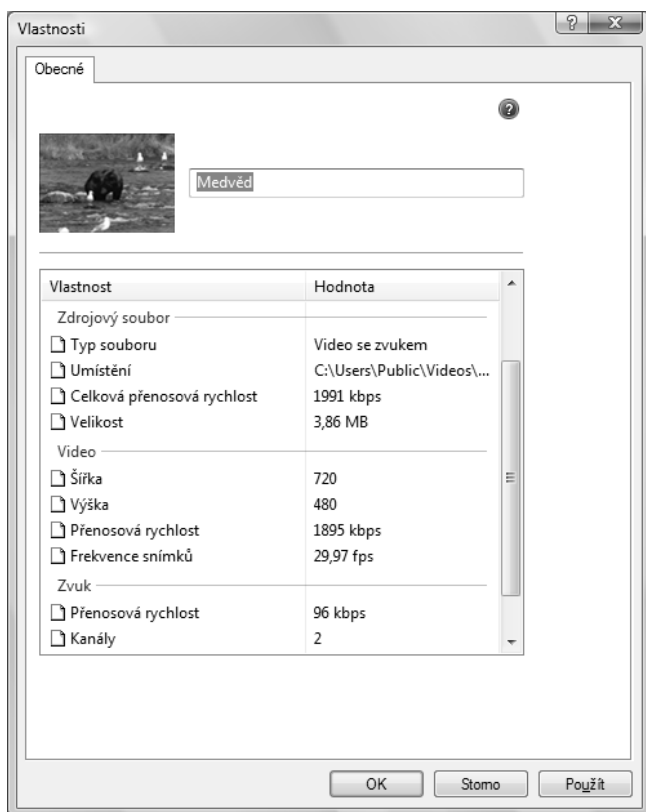 Vlastnosti
Obecné
Medvěd
Vlastnost Hodnota
Zdrojový soubor
Typ souboru Video se zvukem
Umístění C:\Users\Public\Videos\...
Celková přenosová rychlost 1991 kbps
Velikost 3,86 MB
Video
Šířka 720
Výška 480
Přenosová rychlost 1895 kbps
Frekvence snímků 29,97 fps
Zvuk
Přenosová rychlost 96 kbps
Kanály 2
OK Storno Použít